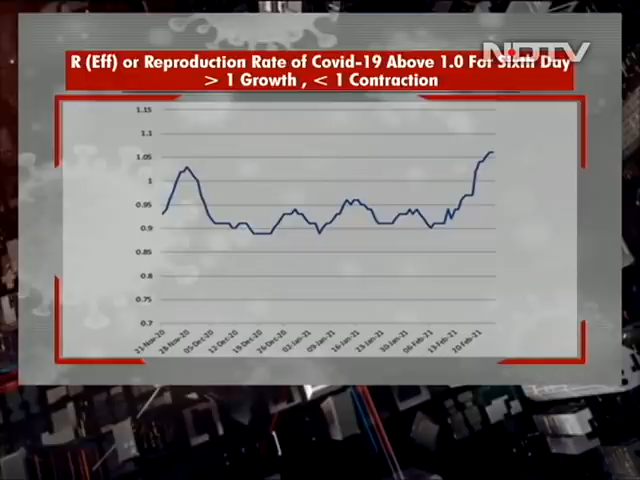 NDTV
R (Eff) or Reproduction Rate of Covid-19 Above 1.0 For Sixth Day
> 1 Growth , < 1 Contraction
1.15
1.1
1.05
1
0.95
0.9
0.85
0.8
0.75
0.7
21-Nov-20
28-Nov-20
05-Dec-20
12-Dec-20
19-Dec-20
26-Dec-20
02-Jan-21
09-Jan-21
16-Jan-21
23-Jan-21
30-Jan-21
06-Feb-21
13-Feb-21
20-Feb-21